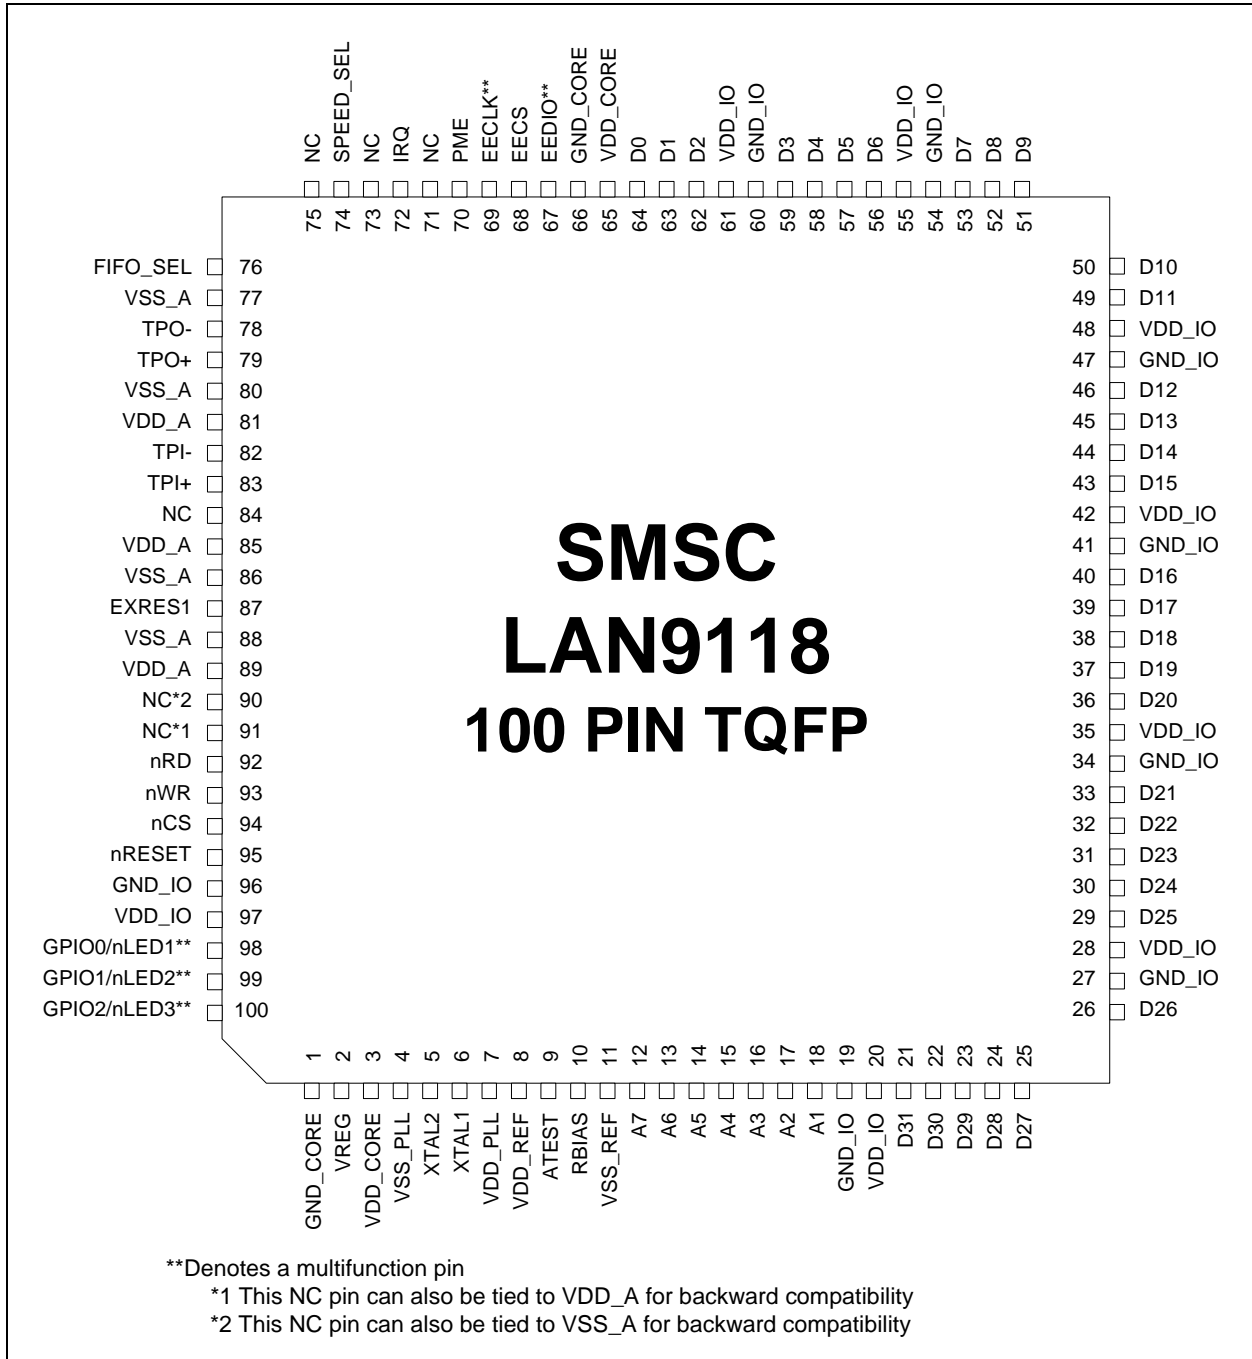 NC
SPEED_SEL
NC
IRQ
NC
PME
EECLK**
EECS
EEDIO**
GND_CORE
VDD_CORE
D0
D1
D2
VDD_IO
GND_IO
D3
D4
D5
D6
VDD_IO
GND_IO
D7
D8
D9
75
74
73
72
71
70
69
68
67
66
65
64
63
62
61
60
59
58
57
56
55
54
53
52
51
FIFO_SEL 76
VSS_A 77
TPO- 78
TPO+ 79
VSS_A 80
VDD_A 81
TPI- 82
TPI+ 83
NC 84
VDD_A 85
VSS_A 86
EXRES1 87
VSS_A 88
VDD_A 89
NC*2 90
NC*1 91
nRD 92
nWR 93
nCS 94
nRESET 95
GND_IO 96
VDD_IO 97
GPIO0/nLED1** 98
GPIO1/nLED2** 99
GPIO2/nLED3** 100
SMSC
LAN9118
100 PIN TQFP
50 D10
49 D11
48 VDD_IO
47 GND_IO
46 D12
45 D13
44 D14
43 D15
42 VDD_IO
41 GND_IO
40 D16
39 D17
38 D18
37 D19
36 D20
35 VDD_IO
34 GND_IO
33 D21
32 D22
31 D23
30 D24
29 D25
28 VDD_IO
27 GND_IO
26 D26
1
2
3
4
5
6
7
8
9
10
11
12
13
14
15
16
17
18
19
20
21
22
23
24
25
GND_CORE
VREG
VDD_CORE
VSS_PLL
XTAL2
XTAL1
VDD_PLL
VDD_REF
ATEST
RBIAS
VSS_REF
A7
A6
A5
A4
A3
A2
A1
GND_IO
VDD_IO
D31
D30
D29
D28
D27
**Denotes a multifunction pin
*1 This NC pin can also be tied to VDD_A for backward compatibility
*2 This NC pin can also be tied to VSS_A for backward compatibility